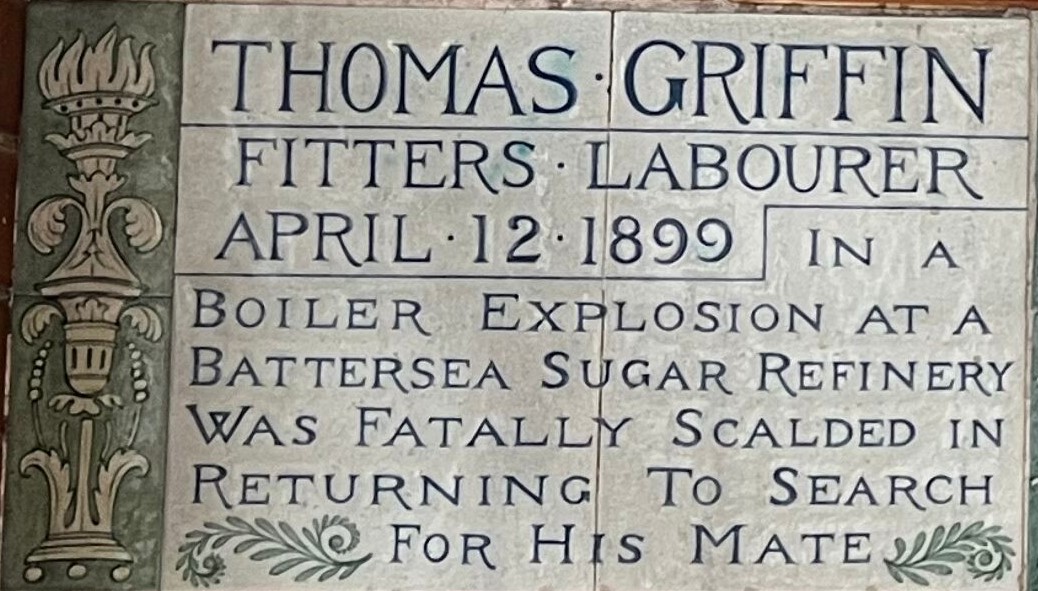 THOMAS · GRIFFIN
FITTERS · LABOURER
APRIL · 12 · 1899 IN A
BOILER EXPLOSION AT A
BATTERSEA SUGAR REFINERY
WAS FATALLY SCALDED IN
RETURNING TO SEARCH
FOR HIS MATE